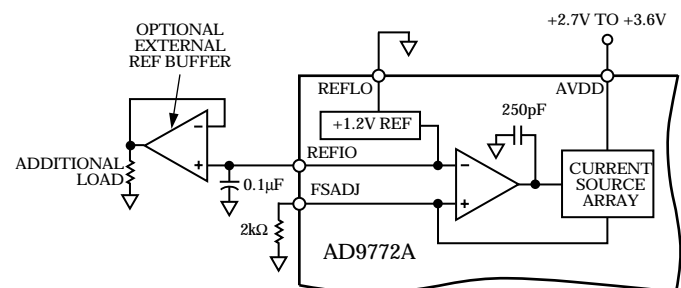 OPTIONAL
EXTERNAL
REF BUFFER
+2.7V TO +3.6V
REFLO
AVDD
+1.2V REF
250pF
–
+
REFIO
–
+
ADDITIONAL
LOAD
0.1µF
FSADJ
CURRENT
SOURCE
ARRAY
2kΩ
AD9772A